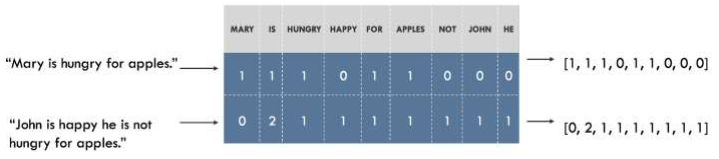 MARY IS HUNGRY HAPPY FOR APPLES NOT JOHN HE
“Mary is hungry for apples.” 1 1 1 0 1 1 0 0 0 [1, 1, 1, 0, 1, 1, 0, 0, 0]
“John is happy he is not 0 2 1 1 1 1 1 1 1 [0, 2, 1, 1, 1, 1, 1, 1, 1]
hungry for apples.”